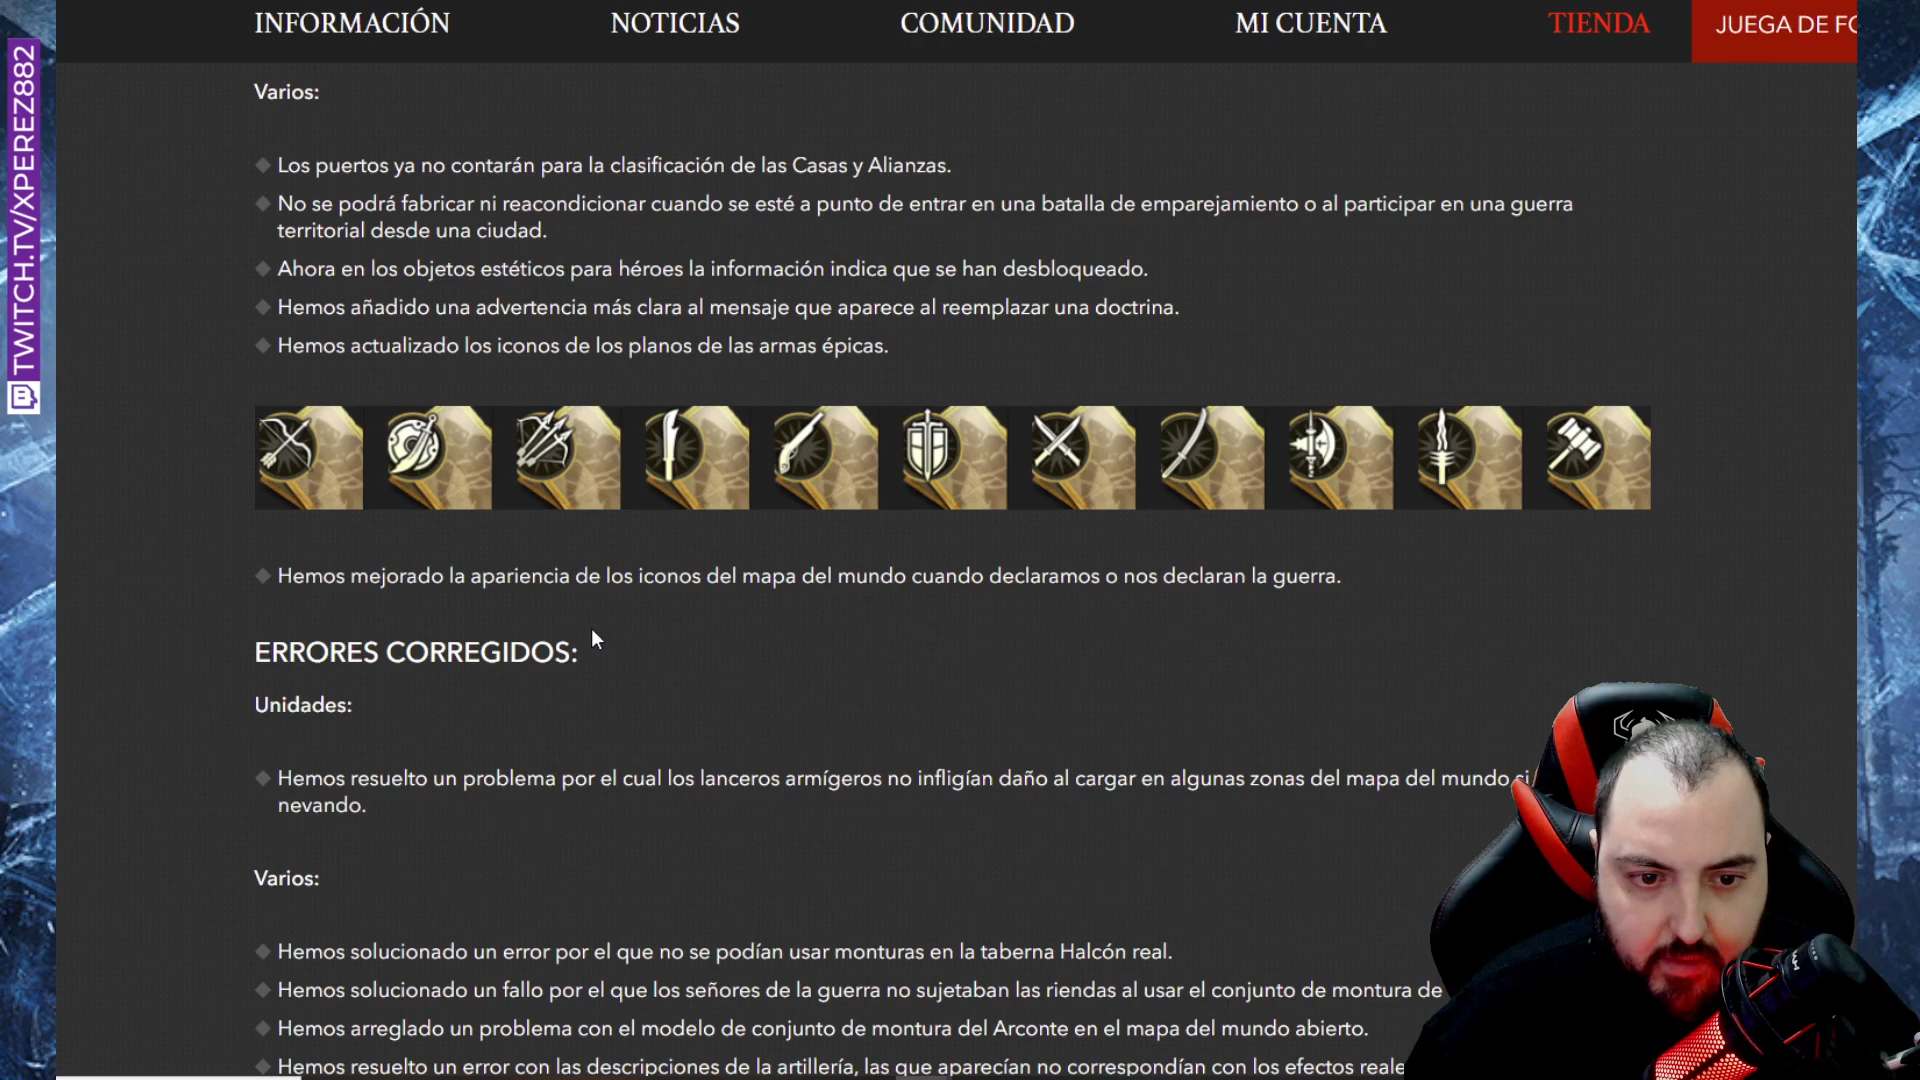 INFORMACIÓN NOTICIAS COMUNIDAD MI CUENTA TIENDA JUEGA DE FO
TWITCH.TV/XPEREZ882
Varios:
Los puertos ya no contarán para la clasificación de las Casas y Alianzas.
No se podrá fabricar ni reacondicionar cuando se esté a punto de entrar en una batalla de emparejamiento o al participar en una guerra
territorial desde una ciudad.
Ahora en los objetos estéticos para héroes la información indica que se han desbloqueado.
Hemos añadido una advertencia más clara al mensaje que aparece al reemplazar una doctrina.
Hemos actualizado los iconos de los planos de las armas épicas.
Hemos mejorado la apariencia de los iconos del mapa del mundo cuando declaramos o nos declaran la guerra.
ERRORES CORREGIDOS:
Unidades:
Hemos resuelto un problema por el cual los lanceros armígeros no infligían daño al cargar en algunas zonas del mapa del mundo si
nevando.
Varios:
Hemos solucionado un error por el que no se podían usar monturas en la taberna Halcón real.
Hemos solucionado un fallo por el que los señores de la guerra no sujetaban las riendas al usar el conjunto de montura de
Hemos arreglado un problema con el modelo de conjunto de montura del Arconte en el mapa del mundo abierto.
Hemos resuelto un error con las descripciones de la artillería, las que aparecían no correspondían con los efectos reale